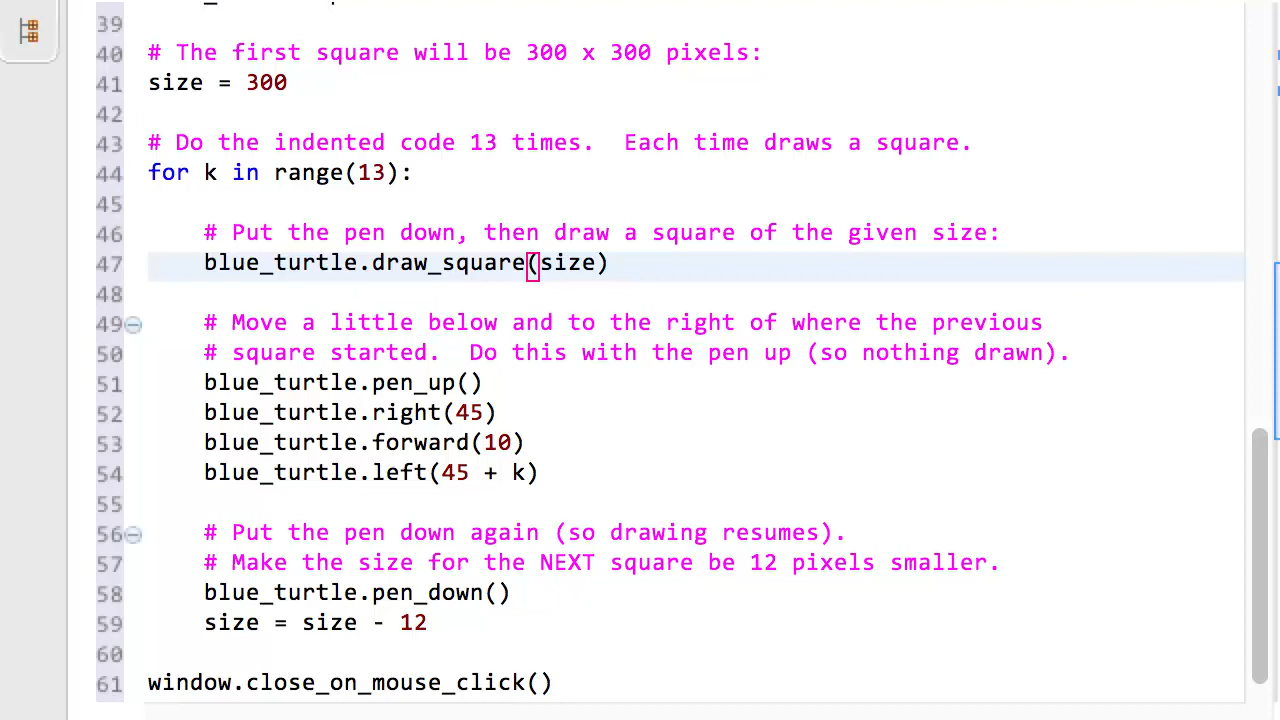 39
40 # The first square will be 300 x 300 pixels:
41 size = 300
42
43 # Do the indented code 13 times.  Each time draws a square.
44 for k in range(13):
45
46     # Put the pen down, then draw a square of the given size:
47     blue_turtle.draw_square(size)
48
49     # Move a little below and to the right of where the previous
50     # square started.  Do this with the pen up (so nothing drawn).
51     blue_turtle.pen_up()
52     blue_turtle.right(45)
53     blue_turtle.forward(10)
54     blue_turtle.left(45 + k)
55
56     # Put the pen down again (so drawing resumes).
57     # Make the size for the NEXT square be 12 pixels smaller.
58     blue_turtle.pen_down()
59     size = size - 12
60
61 window.close_on_mouse_click()